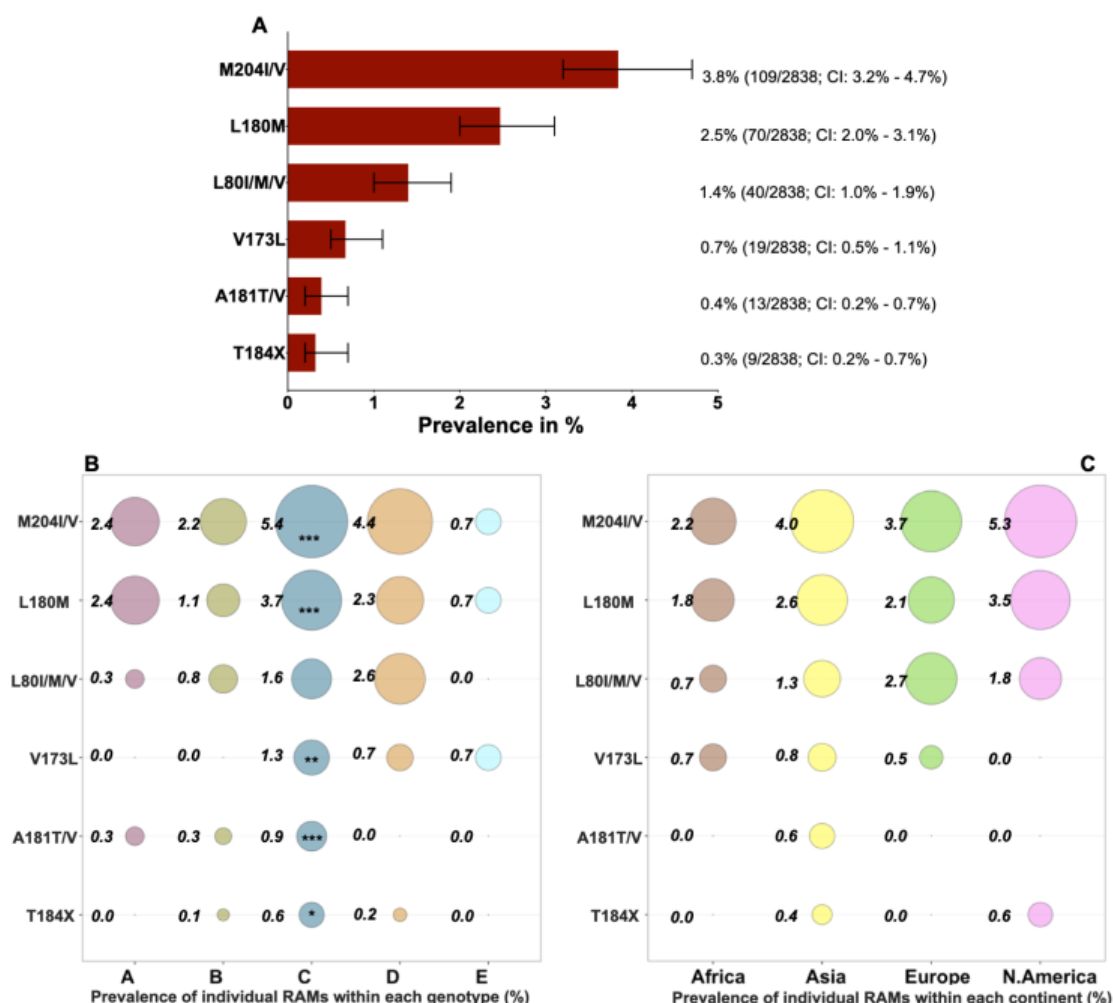 A
M204I/V 3.8% (109/2838; CI: 3.2% - 4.7%)
L180M 2.5% (70/2838; CI: 2.0% - 3.1%)
L80I/M/V 1.4% (40/2838; CI: 1.0% - 1.9%)
V173L 0.7% (19/2838; CI: 0.5% - 1.1%)
A181T/V 0.4% (13/2838; CI: 0.2% - 0.7%)
T184X 0.3% (9/2838; CI: 0.2% - 0.7%)
0 1 2 3 4 5
Prevalence in %
B
M204I/V 2.4 2.2 5.4 4.4 0.7
***
L180M 2.4 1.1 3.7 2.3 0.7
***
L80I/M/V 0.3 0.8 1.6 2.6 0.0
V173L 0.0 0.0 1.3 ** 0.7 0.7
A181T/V 0.3 0.3 0.9 *** 0.0 0.0
T184X 0.0 0.1 0.6 * 0.2 0.0
A B C D E
Prevalence of individual RAMs within each genotype (%)
C
M204I/V 2.2 4.0 3.7 5.3
L180M 1.8 2.6 2.1 3.5
L80I/M/V 0.7 1.3 2.7 1.8
V173L 0.7 0.8 0.5 0.0
A181T/V 0.0 0.6 0.0 0.0
T184X 0.0 0.4 0.0 0.6
Africa Asia Europe N.America
Prevalence of individual RAMs within each continent (%)